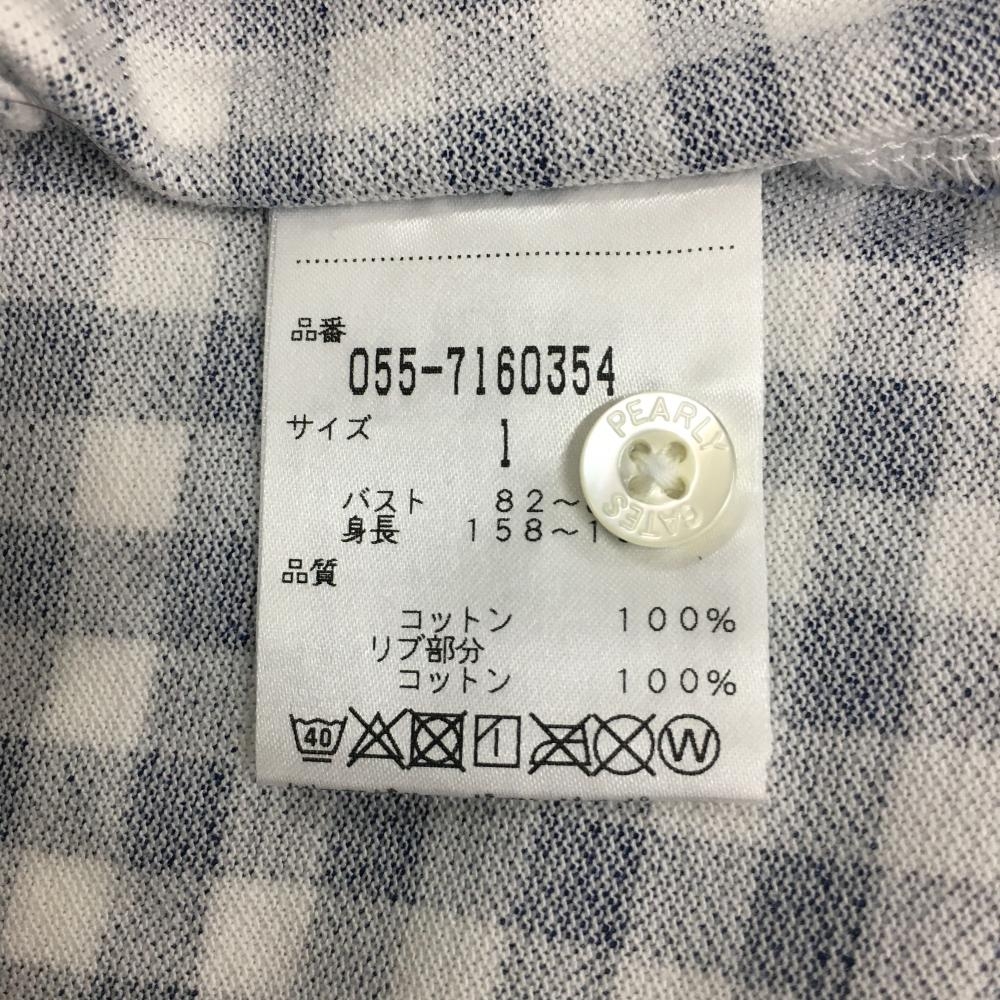 品番
055-7160354
サイズ
1
バスト 82～
身長 158～1
品質
コットン 100%
リブ部分
コットン 100%
40
W
PEARLY
GATES